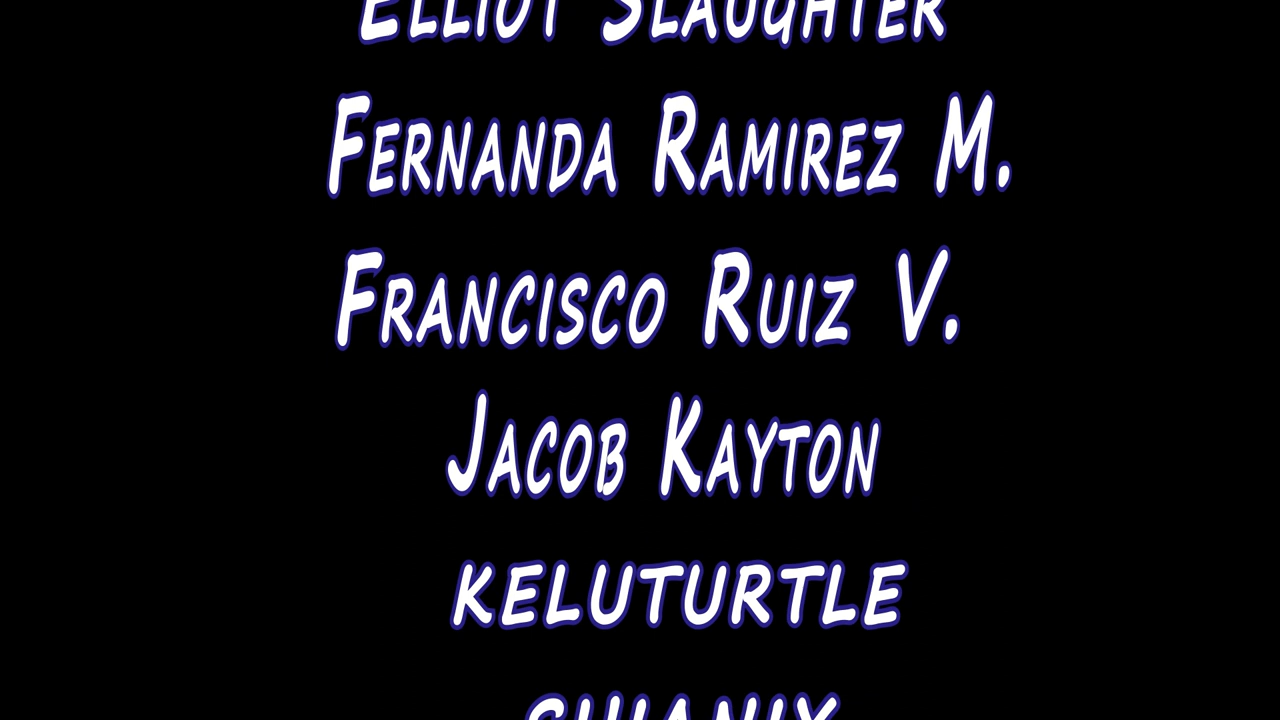 Elliot Slaughter
Fernanda Ramirez M.
Francisco Ruiz V.
Jacob Kayton
keluturtle